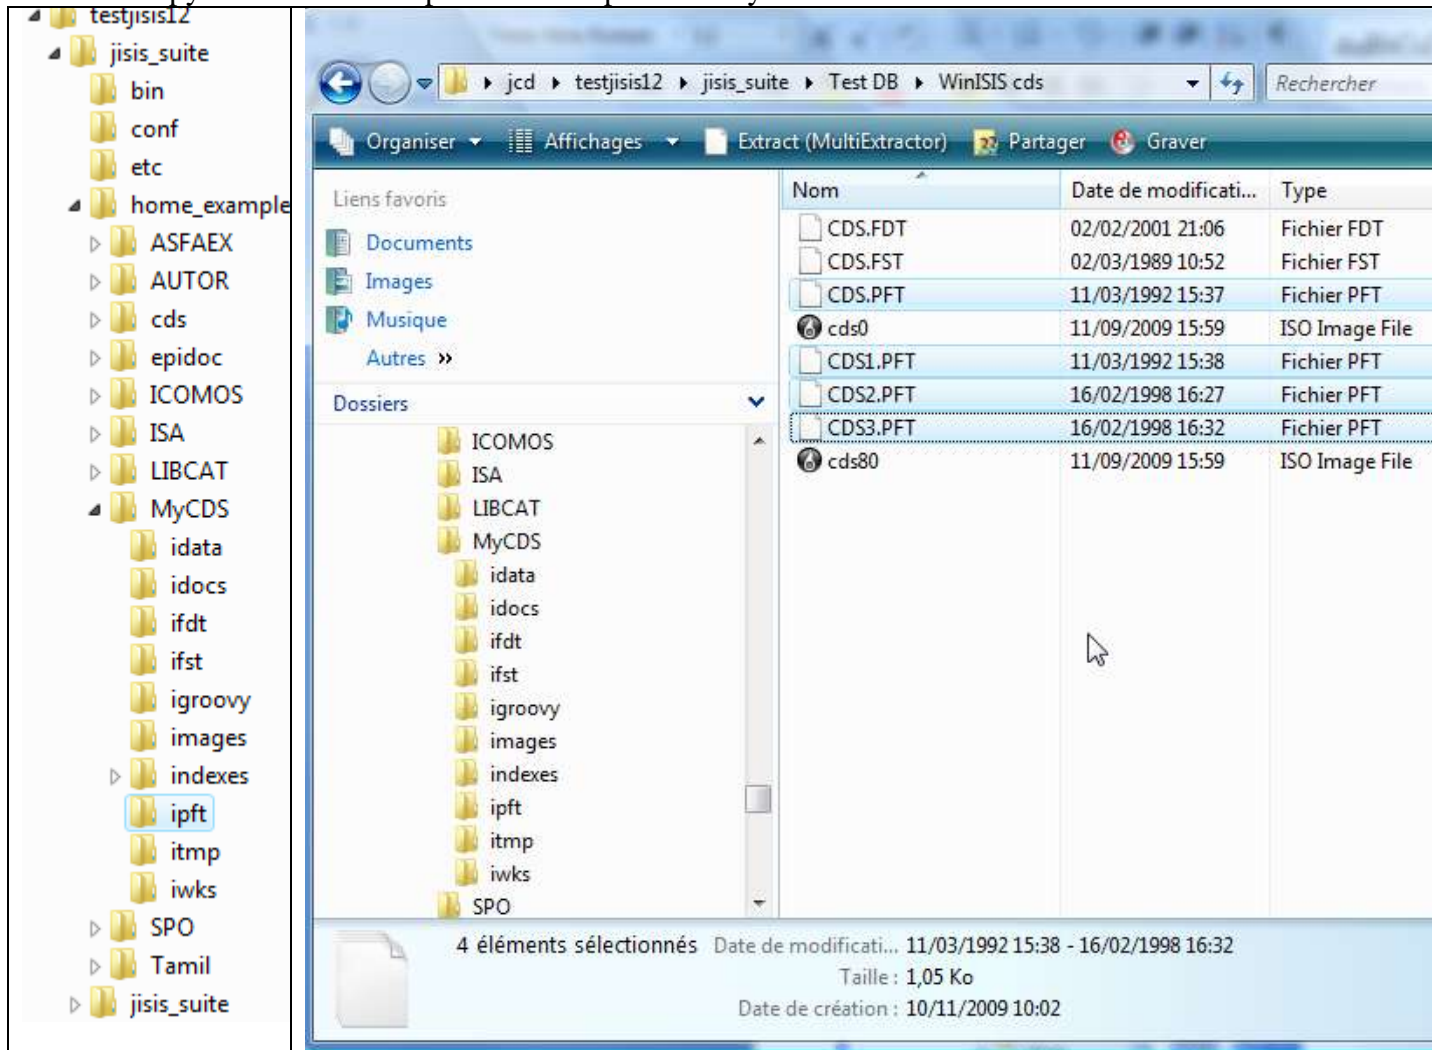 testjisis12
jisis_suite
bin
conf
etc
home_example
ASFAEX
AUTOR
cds
epidoc
ICOMOS
ISA
LIBCAT
MyCDS
idata
idocs
ifdt
ifst
igroovy
images
indexes
ipft
itmp
iwks
SPO
Tamil
jisis_suite
jcd testjisis12 jisis_suite Test DB WinISIS cds Rechercher
Organiser Affichages Extract (MultiExtractor) Partager Graver
Liens favoris
Documents
Images
Musique
Autres »
Dossiers
ICOMOS
ISA
LIBCAT
MyCDS
idata
idocs
ifdt
ifst
igroovy
images
indexes
ipft
itmp
iwks
SPO
Nom Date de modificati... Type
CDS.FDT 02/02/2001 21:06 Fichier FDT
CDS.FST 02/03/1989 10:52 Fichier FST
CDS.PFT 11/03/1992 15:37 Fichier PFT
cds0 11/09/2009 15:59 ISO Image File
CDS1.PFT 11/03/1992 15:38 Fichier PFT
CDS2.PFT 16/02/1998 16:27 Fichier PFT
CDS3.PFT 16/02/1998 16:32 Fichier PFT
cds80 11/09/2009 15:59 ISO Image File
4 éléments sélectionnés Date de modificati... 11/03/1992 15:38 - 16/02/1998 16:32
Taille : 1,05 Ko
Date de création : 10/11/2009 10:02